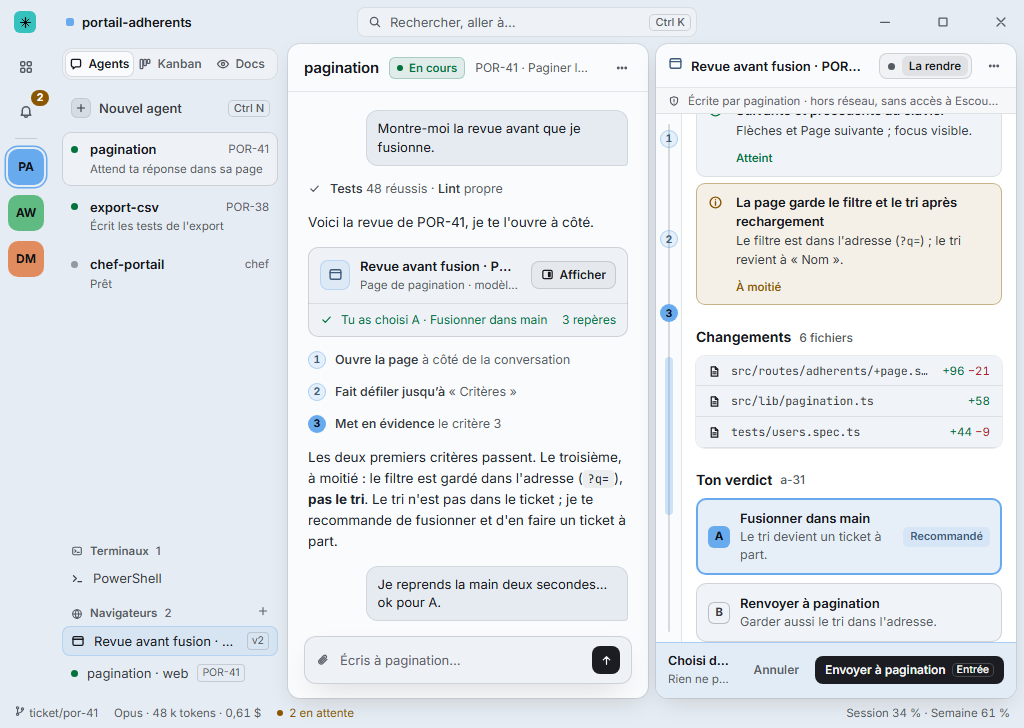 portail-adherents
Rechercher, aller à...
Ctrl K
2
PA
AW
DM
Agents
Kanban
Docs
Nouvel agent
Ctrl N
pagination
POR-41
Attend ta réponse dans sa page
export-csv
POR-38
Écrit les tests de l'export
chef-portail
chef
Prêt
Terminaux 1
PowerShell
Navigateurs 2
Revue avant fusion · ...
v2
pagination · web
POR-41
pagination
En cours
POR-41 · Paginer l...
Montre-moi la revue avant que je
fusionne.
Tests 48 réussis · Lint propre
Voici la revue de POR-41, je te l'ouvre à côté.
Revue avant fusion · P...
Page de pagination · modèl...
Afficher
Tu as choisi A · Fusionner dans main
3 repères
1 Ouvre la page à côté de la conversation
2 Fait défiler jusqu'à « Critères »
3 Met en évidence le critère 3
Les deux premiers critères passent. Le troisième,
à moitié : le filtre est gardé dans l'adresse ( ?q= ),
pas le tri. Le tri n'est pas dans le ticket ; je te
recommande de fusionner et d'en faire un ticket à
part.
Je reprends la main deux secondes...
ok pour A.
Écris à pagination...
Revue avant fusion · POR...
La rendre
Écrite par pagination · hors réseau, sans accès à Escou...
1
2
3
Flèches et Page suivante ; focus visible.
Atteint
La page garde le filtre et le tri après
rechargement
Le filtre est dans l'adresse (?q=) ; le tri
revient à « Nom ».
À moitié
Changements 6 fichiers
src/routes/adherents/+page.s… +96 −21
src/lib/pagination.ts +58
tests/users.spec.ts +44 −9
Ton verdict a-31
A
Fusionner dans main
Le tri devient un ticket à
part.
Recommandé
B
Renvoyer à pagination
Garder aussi le tri dans l'adresse.
Choisi d...
Rien ne p...
Annuler
Envoyer à pagination
Entrée
ticket/por-41
Opus · 48 k tokens · 0,61 $
2 en attente
Session 34 % · Semaine 61 %